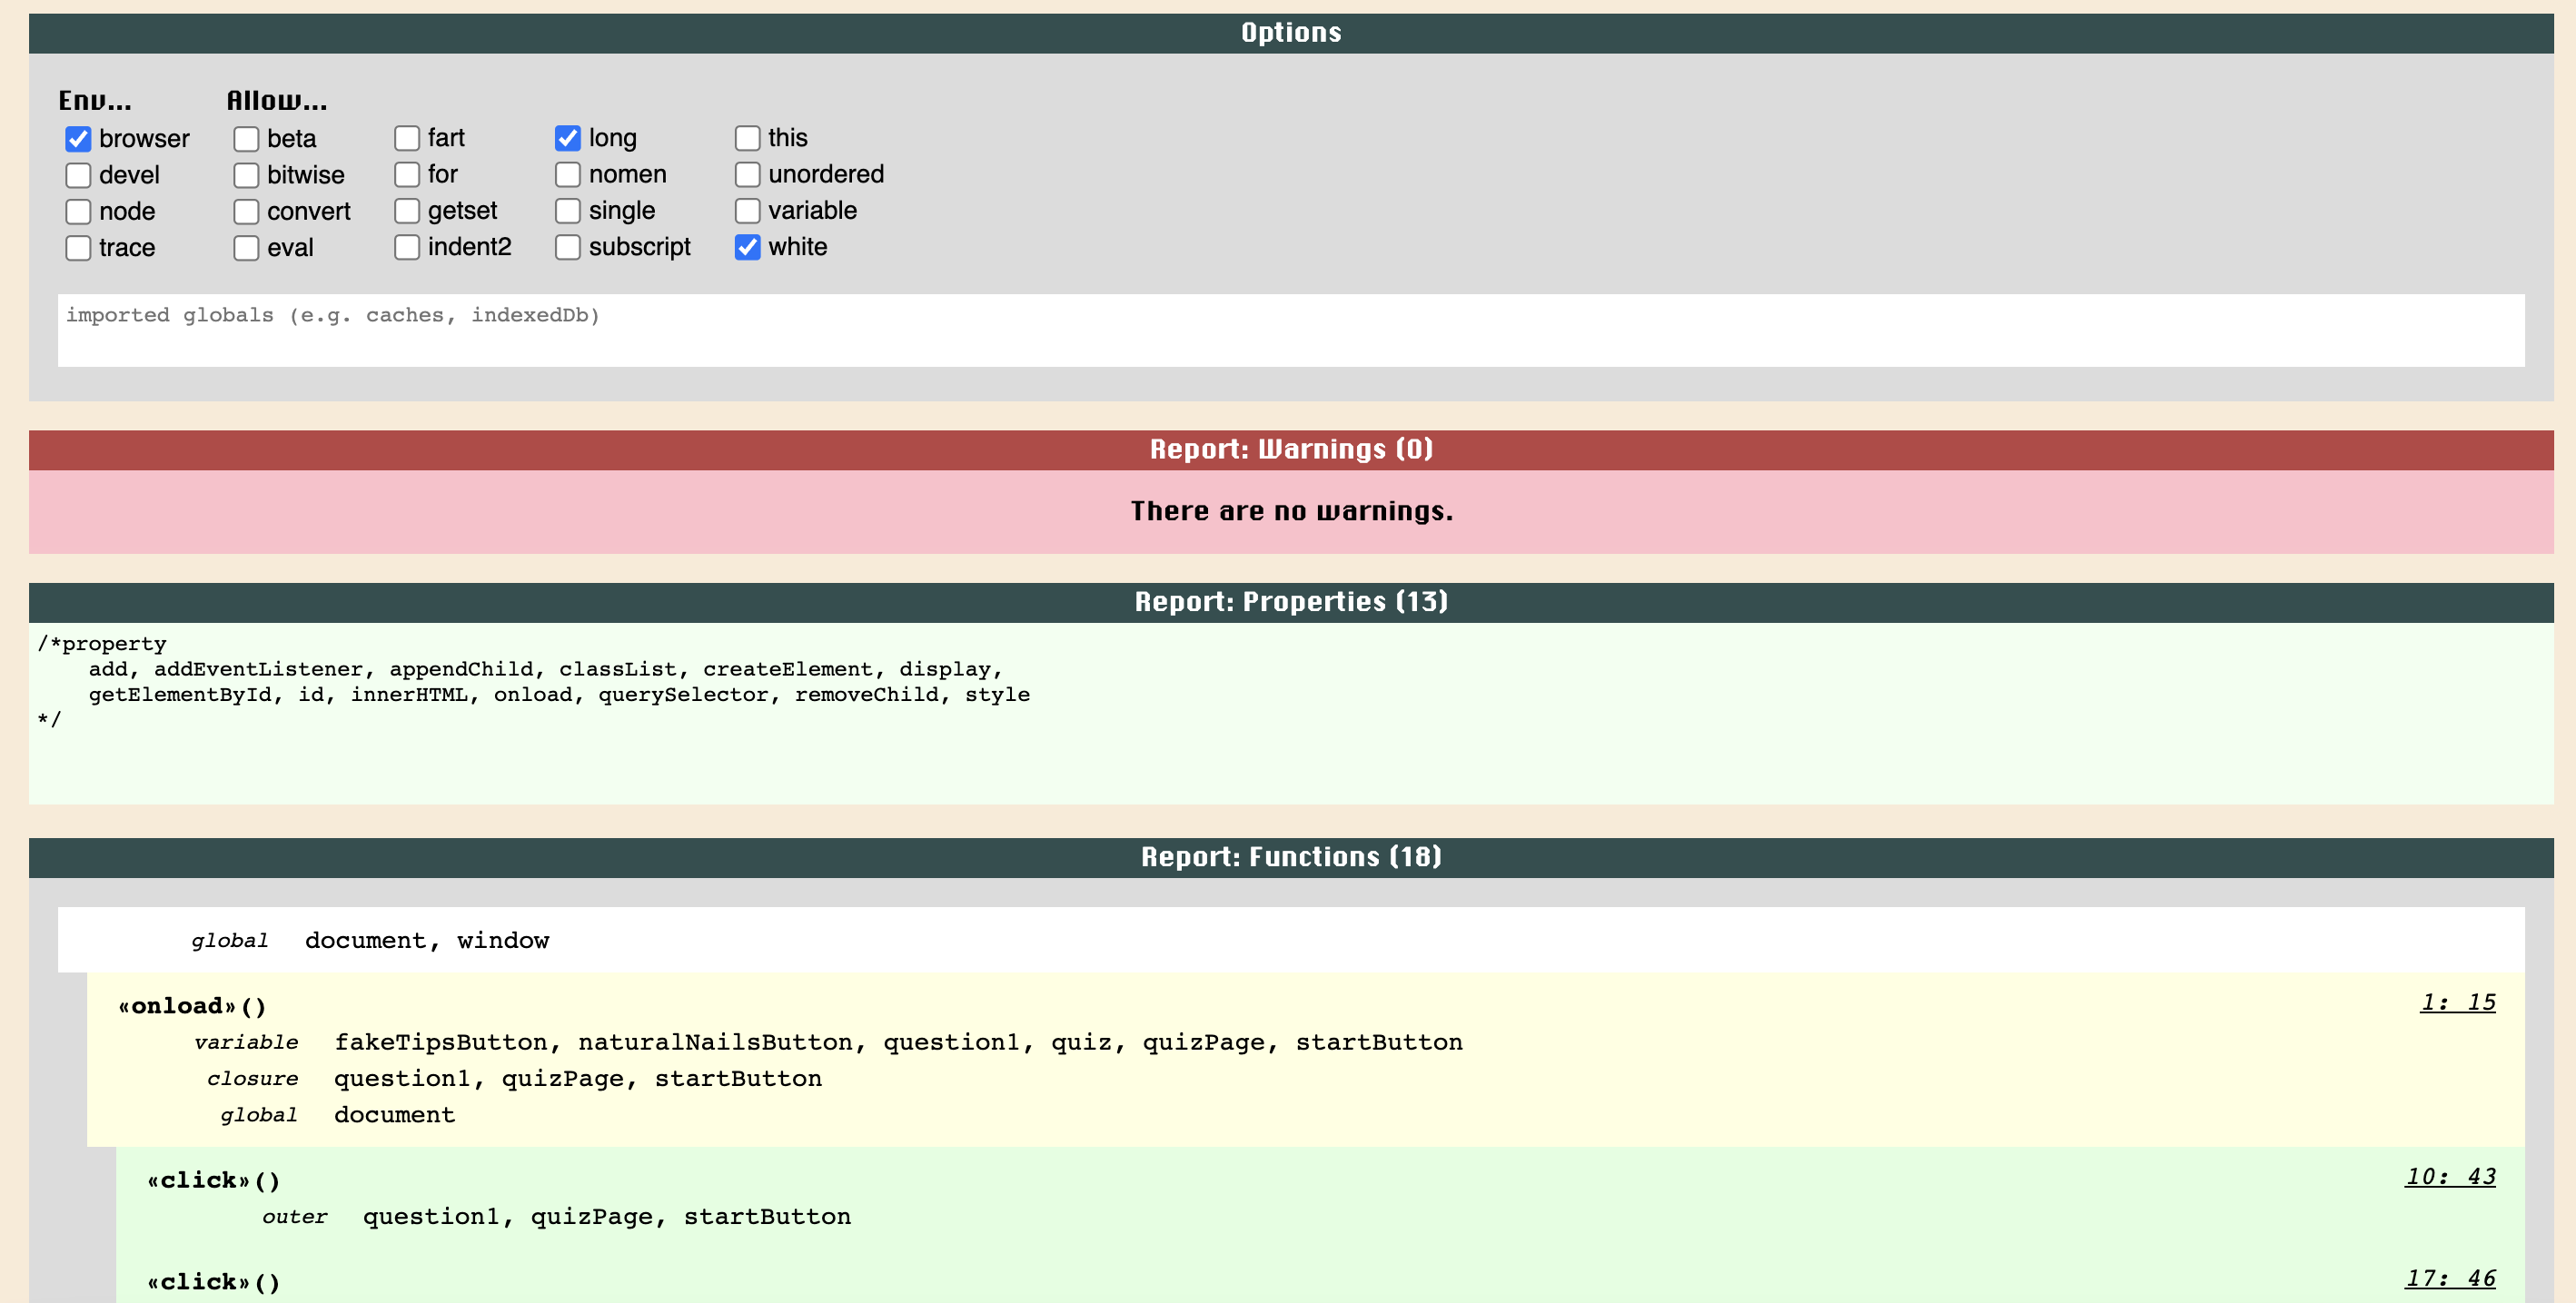 Options
Env...
Allow...
browser
beta
fart
long
this
devel
bitwise
for
nomen
unordered
node
convert
getset
single
variable
trace
eval
indent2
subscript
white
imported globals (e.g. caches, indexedDb)
Report: Warnings (0)
There are no warnings.
Report: Properties (13)
/*property
add, addEventListener, appendChild, classList, createElement, display,
getElementById, id, innerHTML, onload, querySelector, removeChild, style
*/
Report: Functions (18)
global document, window
«onload»() 1: 15
variable fakeTipsButton, naturalNailsButton, question1, quiz, quizPage, startButton
closure question1, quizPage, startButton
global document
«click»() 10: 43
outer question1, quizPage, startButton
«click»() 17: 46